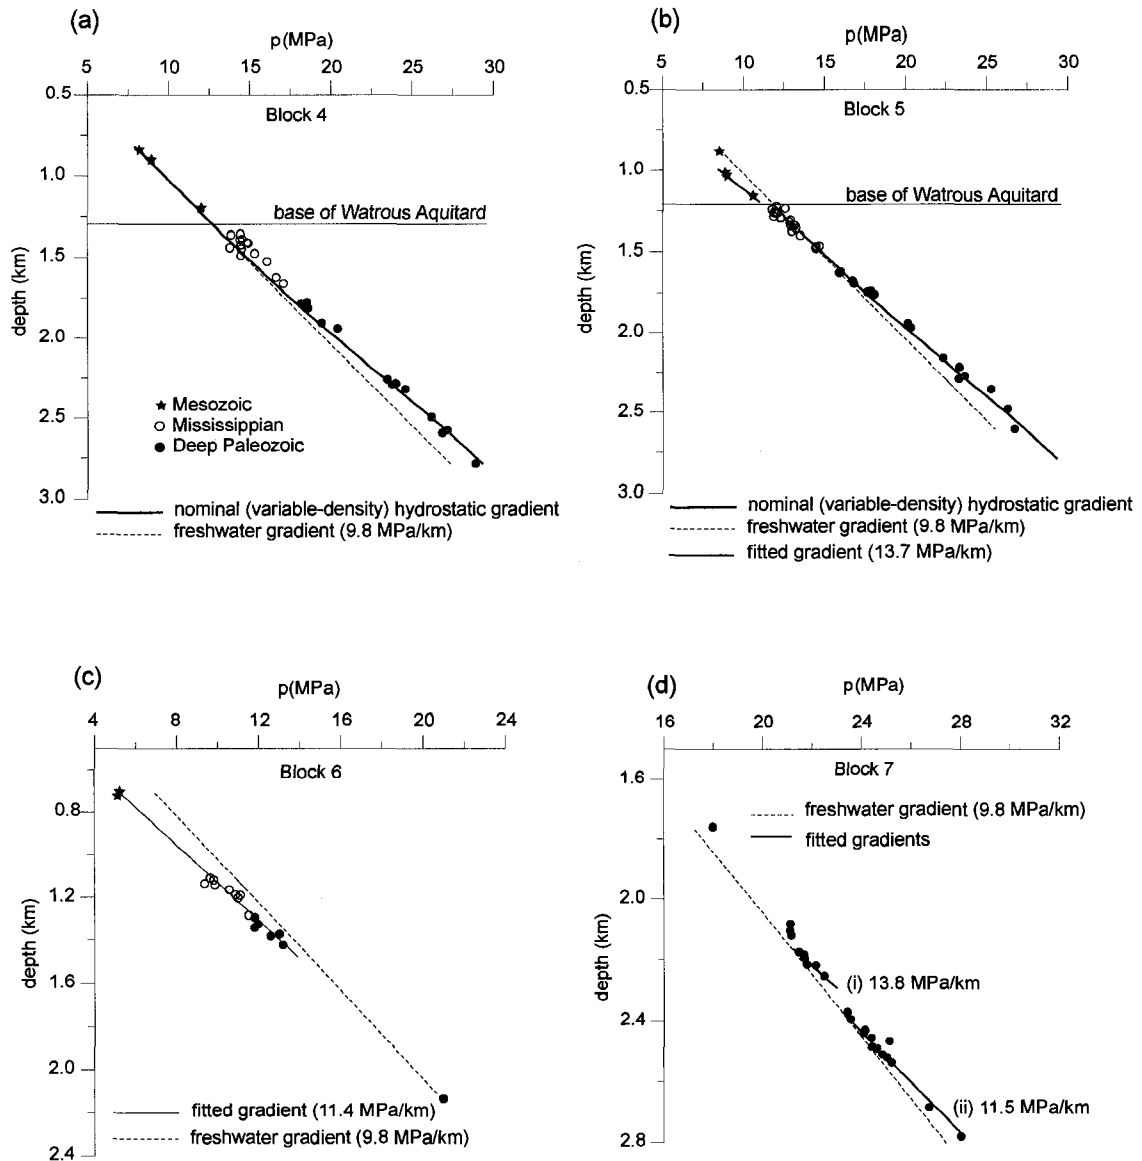 (a)
p(MPa)
5 10 15 20 25 30
0.5
Block 4
1.0
base of Watrous Aquitard
1.5
depth (km)
2.0
2.5
3.0
Mesozoic
Mississippian
Deep Paleozoic
nominal (variable-density) hydrostatic gradient
freshwater gradient (9.8 MPa/km)
(b)
p(MPa)
5 10 15 20 25 30
0.5
Block 5
1.0
base of Watrous Aquitard
1.5
depth (km)
2.0
2.5
3.0
nominal (variable-density) hydrostatic gradient
freshwater gradient (9.8 MPa/km)
fitted gradient (13.7 MPa/km)
(c)
p(MPa)
4 8 12 16 20 24
Block 6
0.8
1.2
depth (km)
1.6
2.0
2.4
fitted gradient (11.4 MPa/km)
freshwater gradient (9.8 MPa/km)
(d)
p(MPa)
16 20 24 28 32
Block 7
1.6
freshwater gradient (9.8 MPa/km)
fitted gradients
2.0
depth (km)
(i) 13.8 MPa/km
2.4
(ii) 11.5 MPa/km
2.8